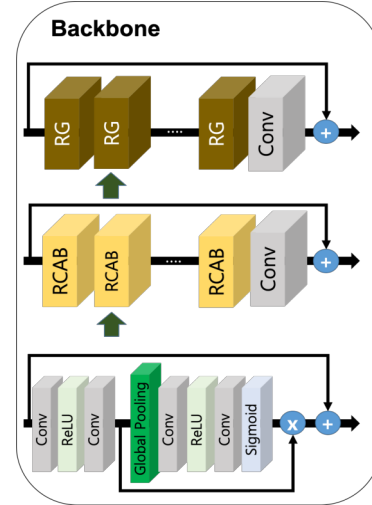 Backbone
RG
RG
....
RG
Conv
+
RCAB
RCAB
....
RCAB
Conv
+
Conv
ReLU
Conv
Global Pooling
Conv
ReLU
Conv
Sigmoid
x
+